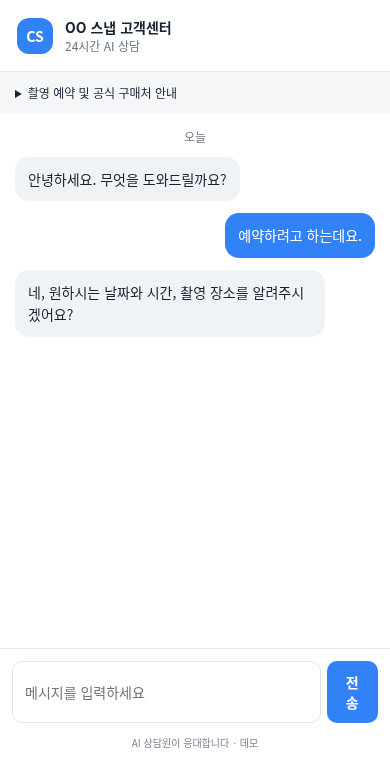 CS
OO 스냅 고객센터
24시간 AI 상담
▶ 촬영 예약 및 공식 구매처 안내
오늘
안녕하세요. 무엇을 도와드릴까요?
예약하려고 하는데요.
네, 원하시는 날짜와 시간, 촬영 장소를 알려주시
겠어요?
메시지를 입력하세요
전
송
AI 상담원이 응대합니다 · 데모